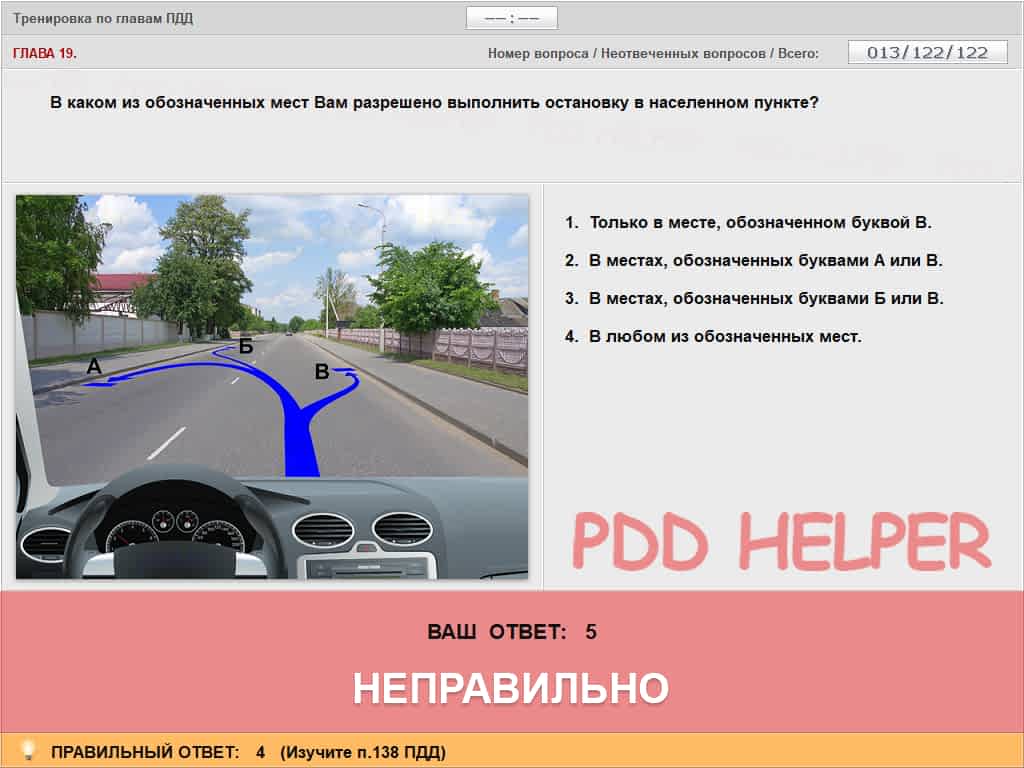 Тренировка по главам ПДД
—— : ——
ГЛАВА 19.
Номер вопроса / Неотвеченных вопросов / Всего: 013/122/122
В каком из обозначенных мест Вам разрешено выполнить остановку в населенном пункте?
1. Только в месте, обозначенном буквой В.
2. В местах, обозначенных буквами А или В.
3. В местах, обозначенных буквами Б или В.
4. В любом из обозначенных мест.
Б
А
В
PDD HELPER
ВАШ ОТВЕТ: 5
НЕПРАВИЛЬНО
ПРАВИЛЬНЫЙ ОТВЕТ: 4 (Изучите п.138 ПДД)